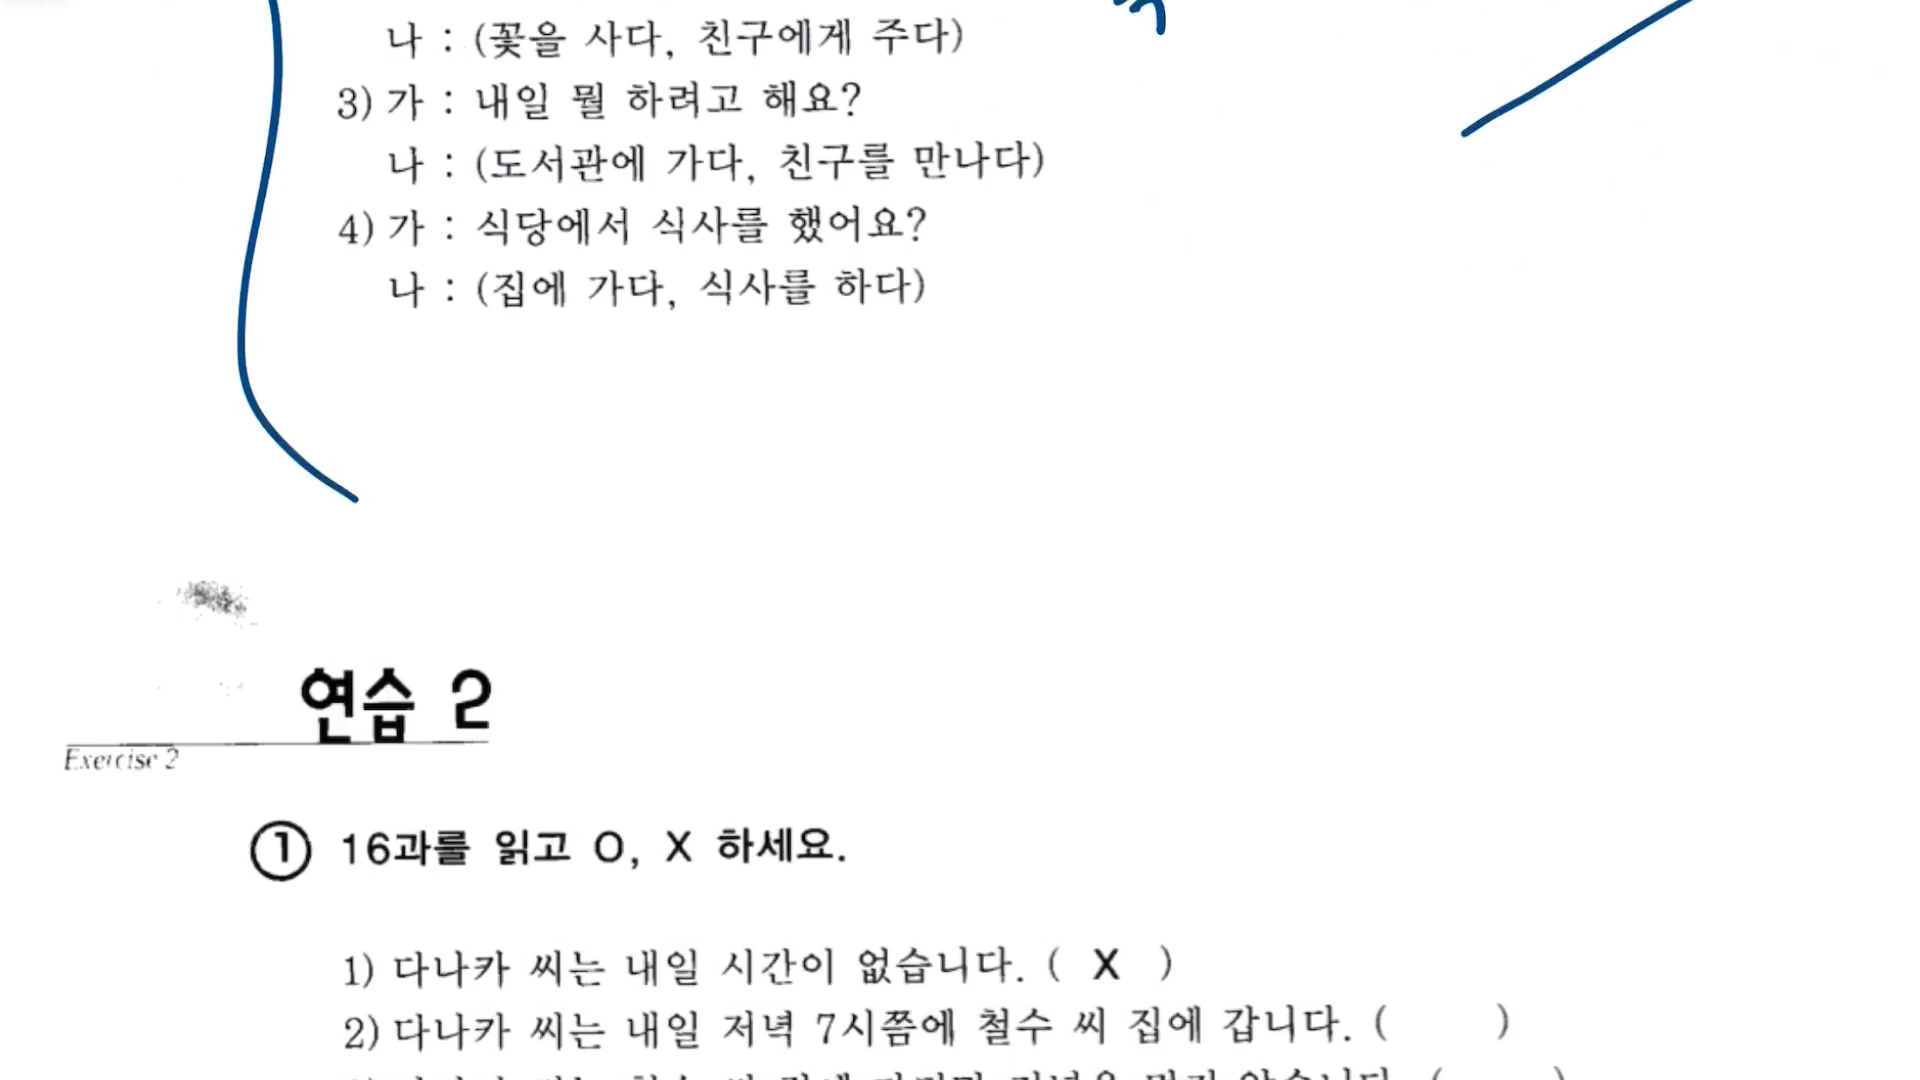 나 : (꽃을 사다, 친구에게 주다)
3) 가 : 내일 뭘 하려고 해요?
나 : (도서관에 가다, 친구를 만나다)
4) 가 : 식당에서 식사를 했어요?
나 : (집에 가다, 식사를 하다)
연습 2
Exercise 2
① 16과를 읽고 O, X 하세요.
1) 다나카 씨는 내일 시간이 없습니다. ( X )
2) 다나카 씨는 내일 저녁 7시쯤에 철수 씨 집에 갑니다. ( )